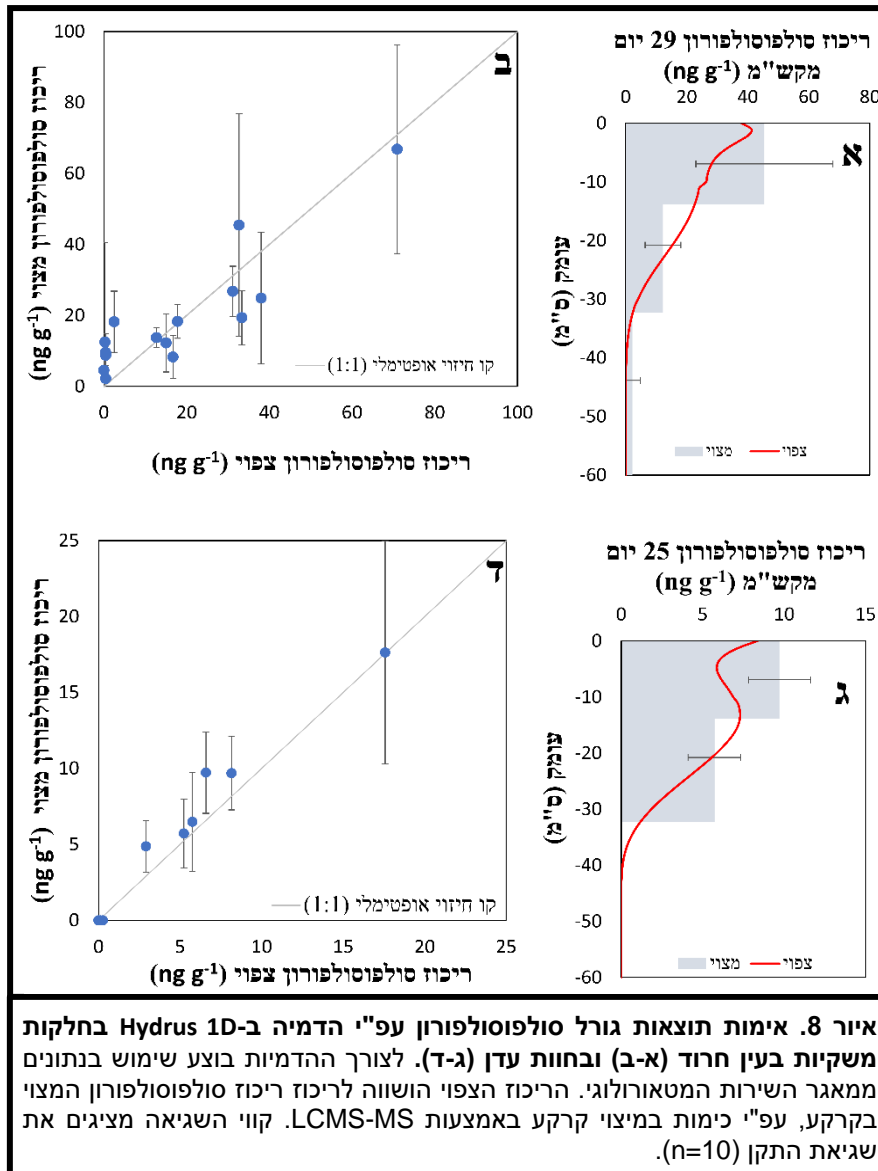 ריכוז סולפוסולפורון 29 יום
מקש"מ (ng g⁻¹)
0 20 40 60 80
0
-10
-20
-30
-40
-50
-60
עומק (ס"מ)
א
מצוי
צפוי
100
80
60
40
20
0
ריכוז סולפוסולפורון מצוי
(ng g⁻¹)
ב
קו חיזוי אופטימלי (1:1)
0 20 40 60 80 100
ריכוז סולפוסולפורון צפוי (ng g⁻¹)
ריכוז סולפוסולפורון 25 יום
מקש"מ (ng g⁻¹)
0 5 10 15
0
-10
-20
-30
-40
-50
-60
עומק (ס"מ)
ג
מצוי
צפוי
25
20
15
10
5
0
ריכוז סולפוסולפורון מצוי
(ng g⁻¹)
ד
קו חיזוי אופטימלי (1:1)
0 5 10 15 20 25
ריכוז סולפוסולפורון צפוי (ng g⁻¹)
איור 8. אימות תוצאות גורל סולפוסולפורון עפ"י הדמיה ב-Hydrus 1D בחלקות
משקיות בעין חרוד (א-ב) ובחוות עדן (ג-ד). לצורך ההדמיות בוצע שימוש בנתונים
ממאגר השירות המטאורולוגי. הריכוז הצפוי הושווה לריכוז ריכוז סולפוסולפורון המצוי
בקרקע, עפ"י כימות במיצוי קרקע באמצעות LCMS-MS. קווי השגיאה מציגים את
שגיאת התקן (n=10).